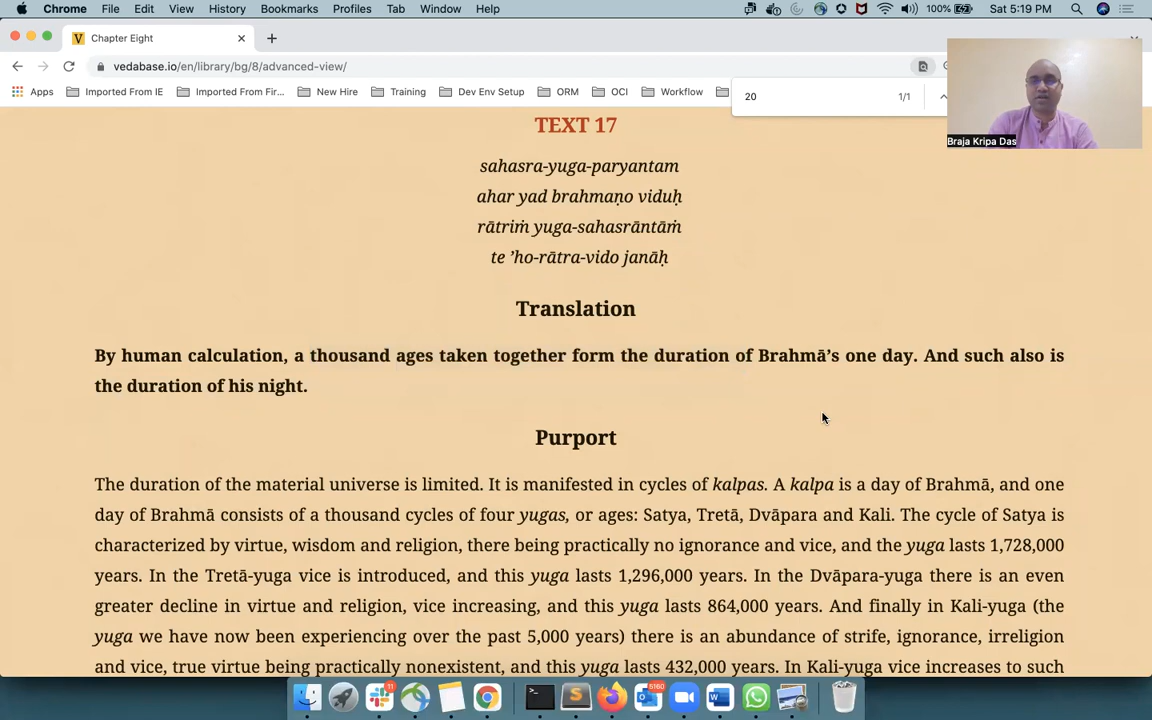 Chrome File Edit View History Bookmarks Profiles Tab Window Help 100% Sat 5:19 PM
Chapter Eight
vedabase.io/en/library/bg/8/advanced-view/
Apps Imported From IE Imported From Fir... New Hire Training Dev Env Setup ORM OCI Workflow
20 1/1
Braja Kripa Das
TEXT 17
sahasra-yuga-paryantam
ahar yad brahmaṇo viduḥ
rātriṁ yuga-sahasrāntāṁ
te ’ho-rātra-vido janāḥ
Translation
By human calculation, a thousand ages taken together form the duration of Brahmā’s one day. And such also is
the duration of his night.
Purport
The duration of the material universe is limited. It is manifested in cycles of kalpas. A kalpa is a day of Brahmā, and one
day of Brahmā consists of a thousand cycles of four yugas, or ages: Satya, Tretā, Dvāpara and Kali. The cycle of Satya is
characterized by virtue, wisdom and religion, there being practically no ignorance and vice, and the yuga lasts 1,728,000
years. In the Tretā-yuga vice is introduced, and this yuga lasts 1,296,000 years. In the Dvāpara-yuga there is an even
greater decline in virtue and religion, vice increasing, and this yuga lasts 864,000 years. And finally in Kali-yuga (the
yuga we have now been experiencing over the past 5,000 years) there is an abundance of strife, ignorance, irreligion
and vice, true virtue being practically nonexistent, and this yuga lasts 432,000 years. In Kali-yuga vice increases to such
11
5160